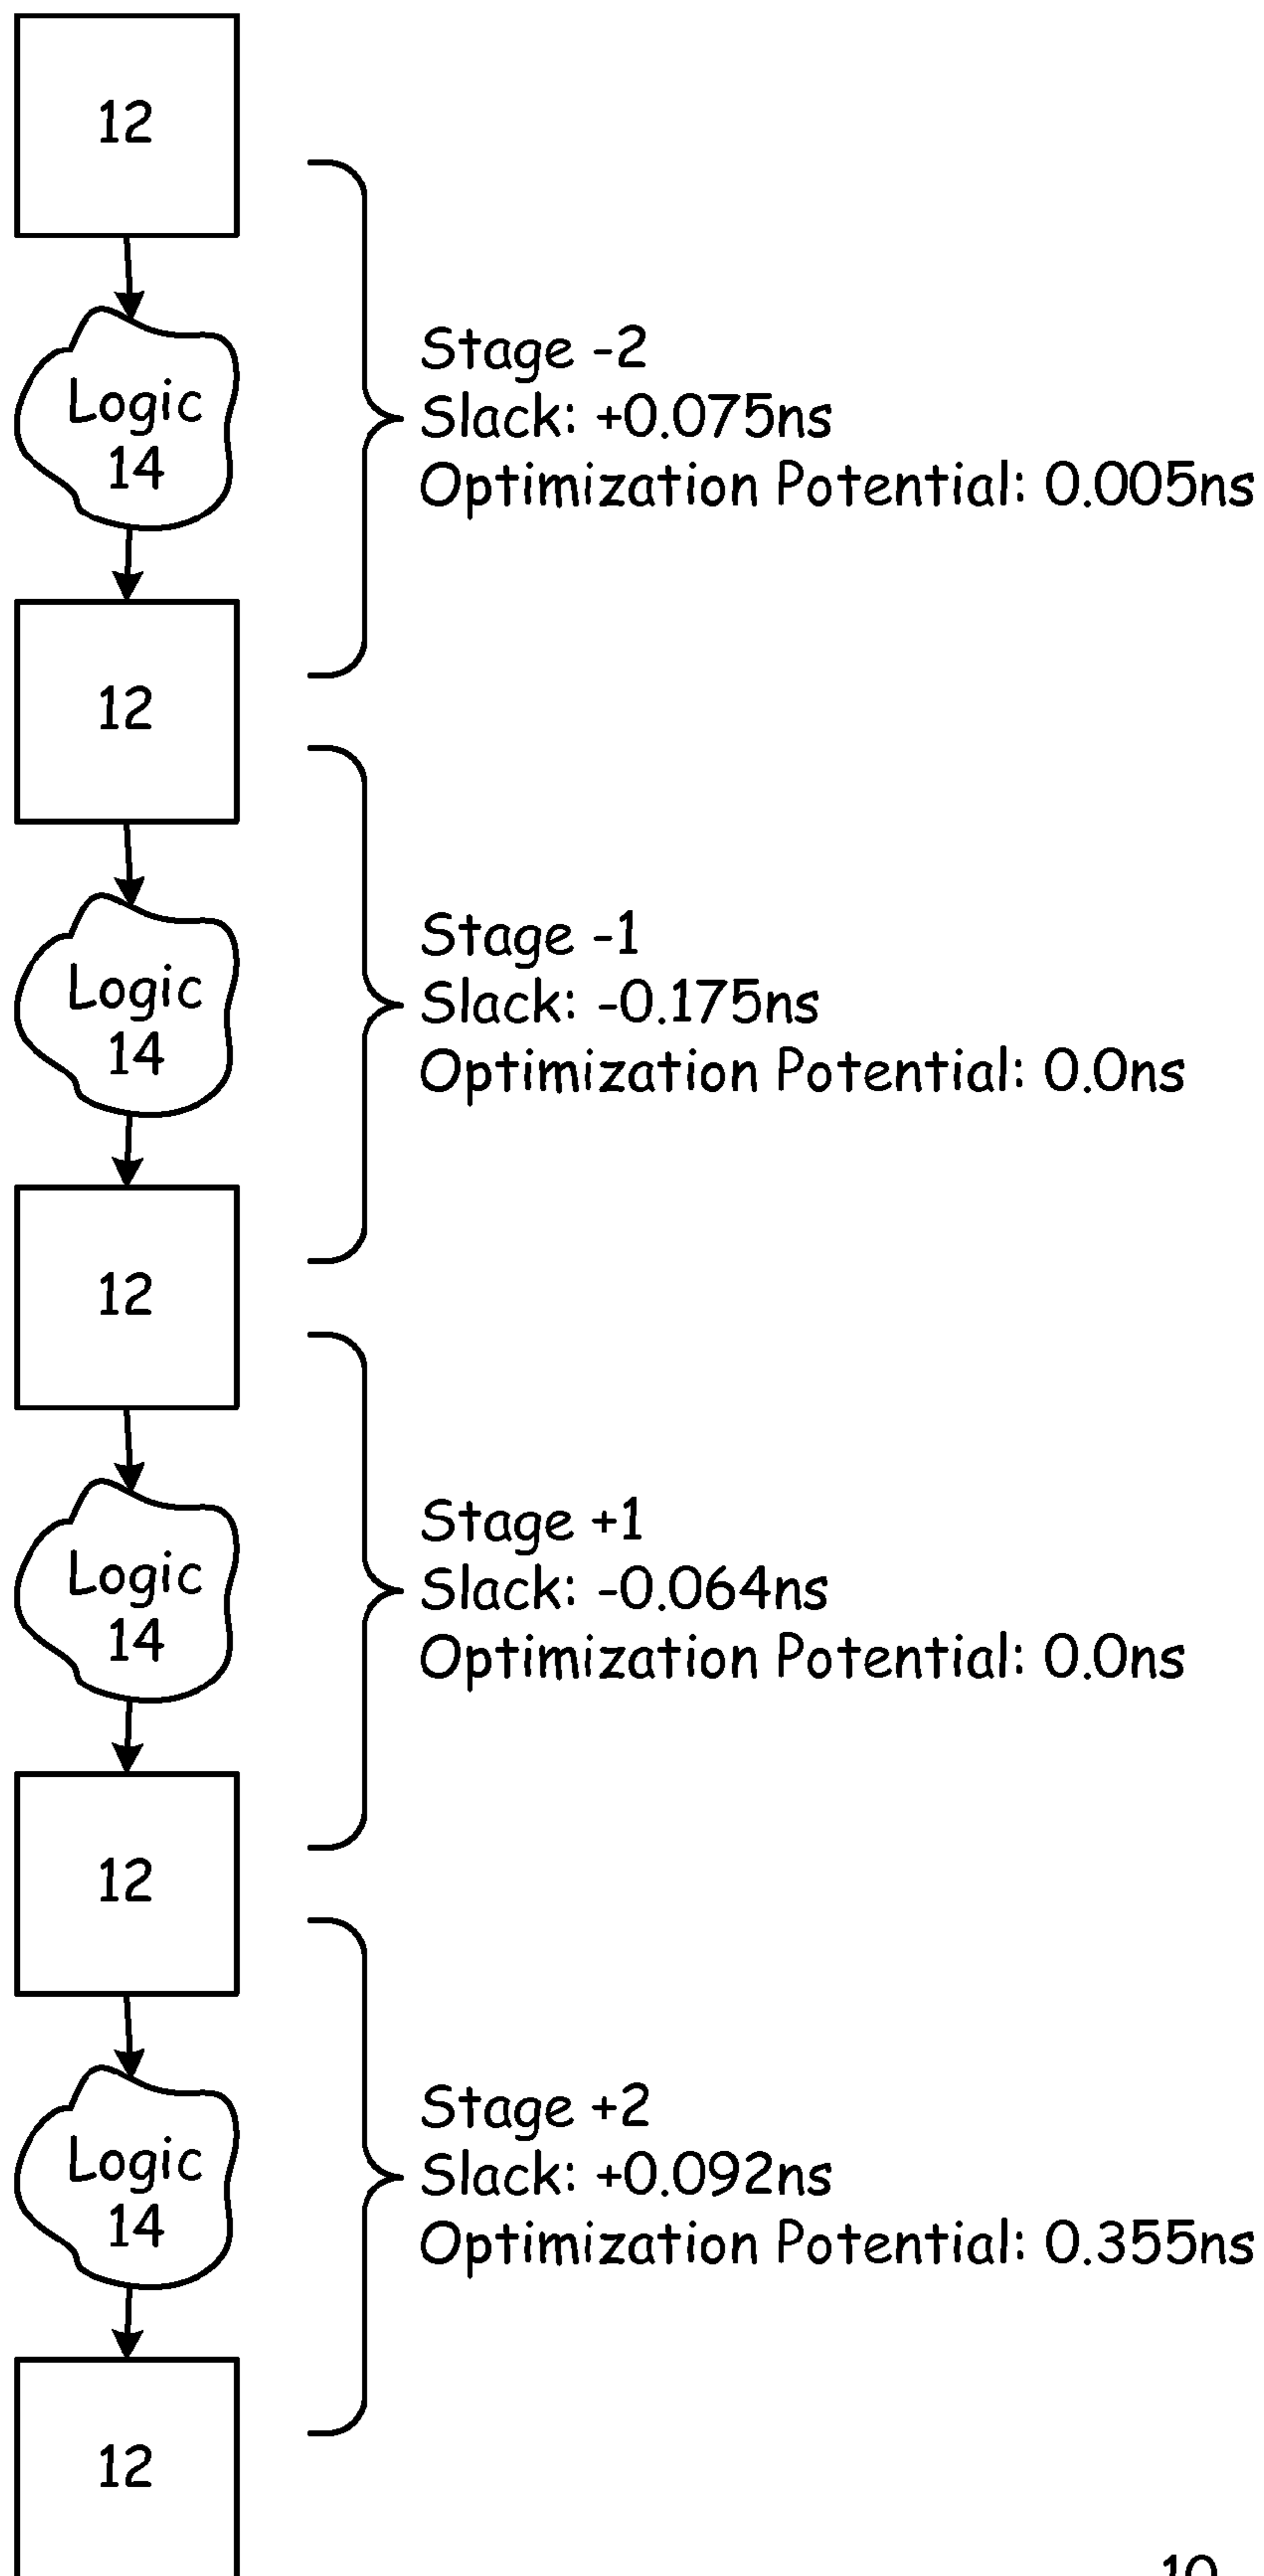 12
Logic
14
Stage -2
Slack: +0.075ns
Optimization Potential: 0.005ns
12
Logic
14
Stage -1
Slack: -0.175ns
Optimization Potential: 0.0ns
12
Logic
14
Stage +1
Slack: -0.064ns
Optimization Potential: 0.0ns
12
Logic
14
Stage +2
Slack: +0.092ns
Optimization Potential: 0.355ns
12
10